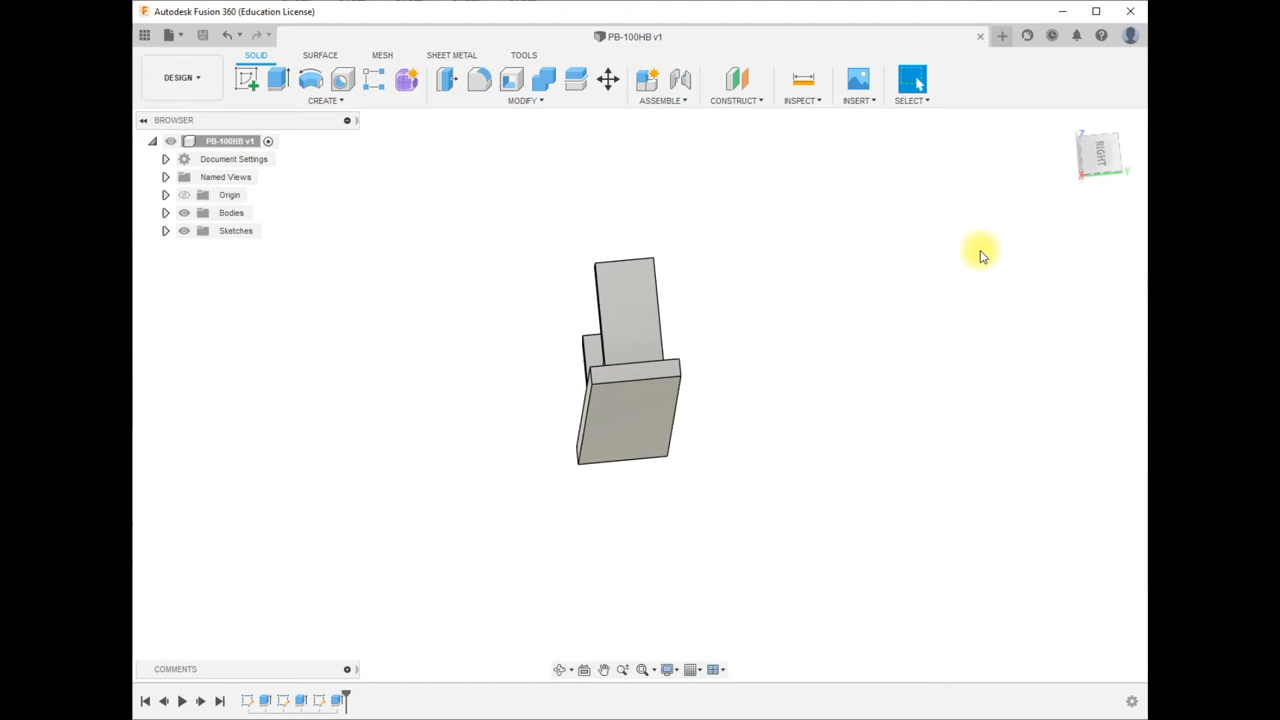 Autodesk Fusion 360 (Education License)
PB-100HB v1
SOLID SURFACE MESH SHEET METAL TOOLS
DESIGN
CREATE MODIFY ASSEMBLE CONSTRUCT INSPECT INSERT SELECT
BROWSER
PB-100HB v1
Document Settings
Named Views
Origin
Bodies
Sketches
Z
RIGHT
X Y
COMMENTS